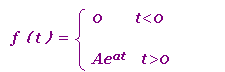 0 t<0
f(t) =
Ae^at t>0